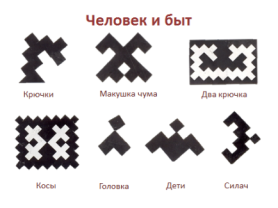 Человек и быт
Крючки
Макушка чума
Два крючка
Косы
Головка
Дети
Силач